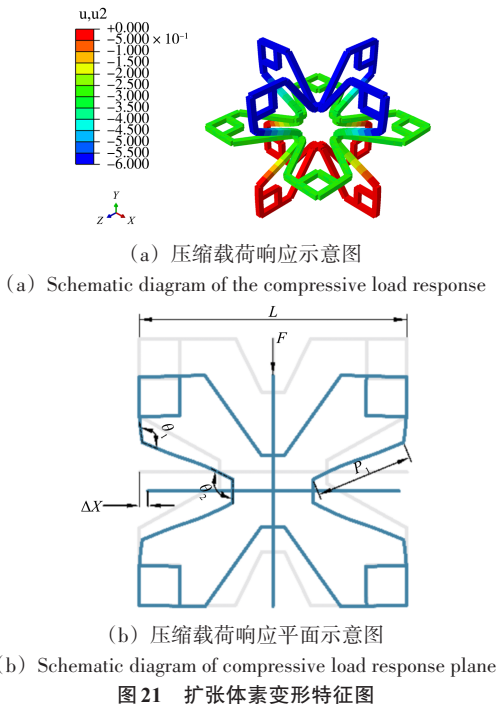 u,u2
+0.000
−5.000×10⁻¹
−1.000
−1.500
−2.000
−2.500
−3.000
−3.500
−4.000
−4.500
−5.000
−5.500
−6.000
Y
Z X
（a）压缩载荷响应示意图
(a) Schematic diagram of the compressive load response
L
F
θ₁
P₁
θ₂
ΔX
（b）压缩载荷响应平面示意图
(b) Schematic diagram of compressive load response plane
图21 扩张体素变形特征图